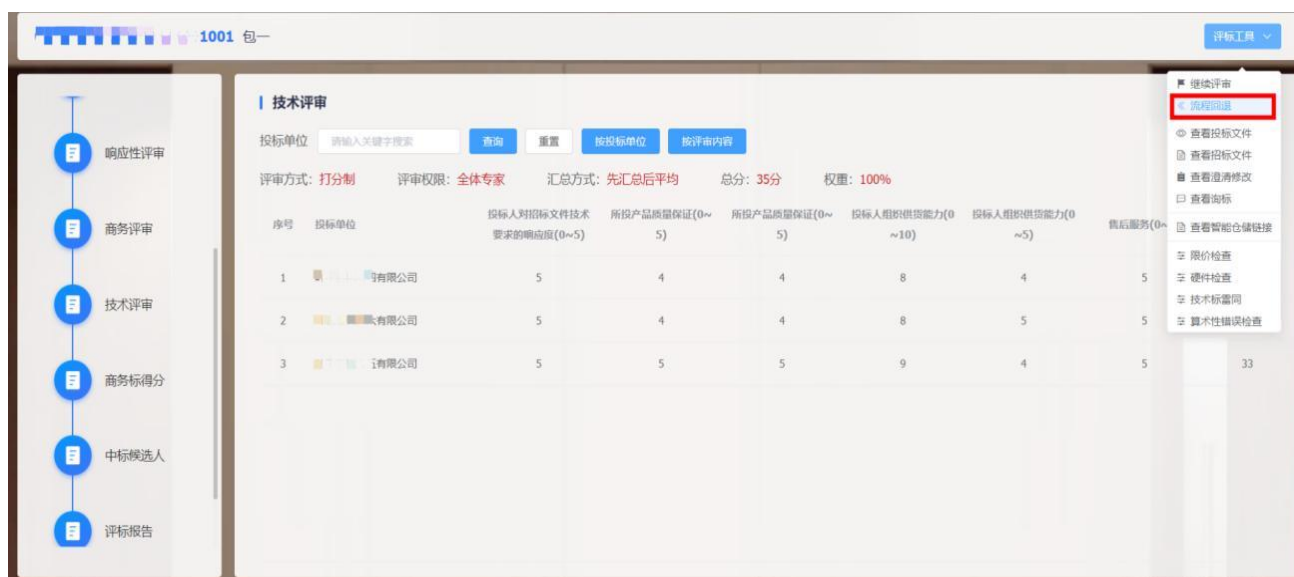 1001 包一
评标工具
继续评审
流程回退
查看投标文件
查看招标文件
查看澄清修改
查看询标
查看智能仓储链接
限价检查
硬件检查
技术标雷同
算术性错误检查
响应性评审
商务评审
技术评审
商务标得分
中标候选人
评标报告
技术评审
投标单位 请输入关键字搜索 查询 重置 按投标单位 按评审内容
评审方式: 打分制 评审权限: 全体专家 汇总方式: 先汇总后平均 总分: 35分 权重: 100%
序号 投标单位 投标人对招标文件技术 所投产品质量保证(0~ 所投产品质量保证(0~ 投标人组织供货能力(0 投标人组织供货能力(0 售后服务(0~
要求的响应度(0~5) 5) 5) ~10) ~5)
1 有限公司 5 4 4 8 4 5
2 有限公司 5 4 4 8 5 5
3 有限公司 5 5 5 9 4 5 33